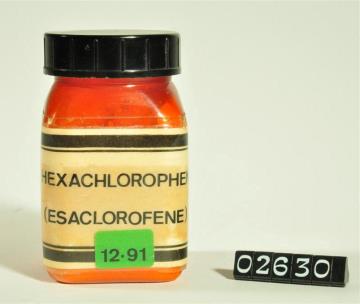 HEXACHLOROPHE
(ESACLOROFENE)
12·91
02630